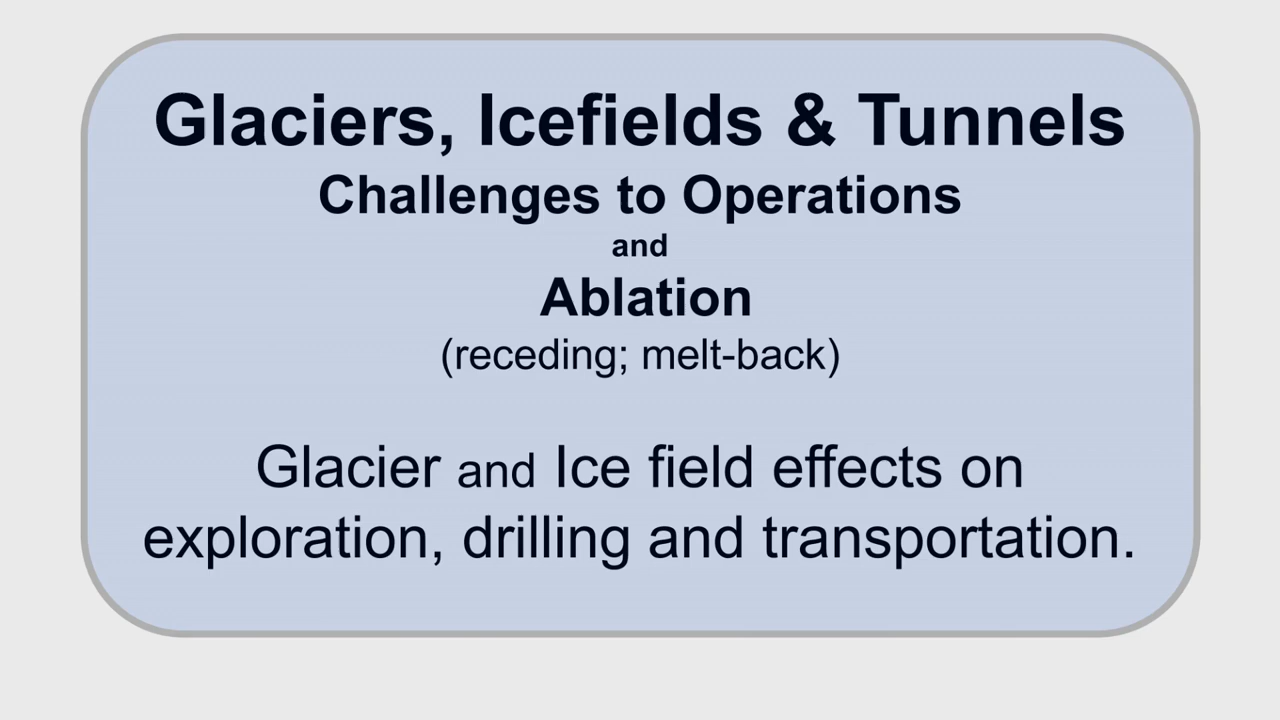 Glaciers, Icefields & Tunnels
Challenges to Operations
and
Ablation
(receding; melt-back)
Glacier and Ice field effects on
exploration, drilling and transportation.